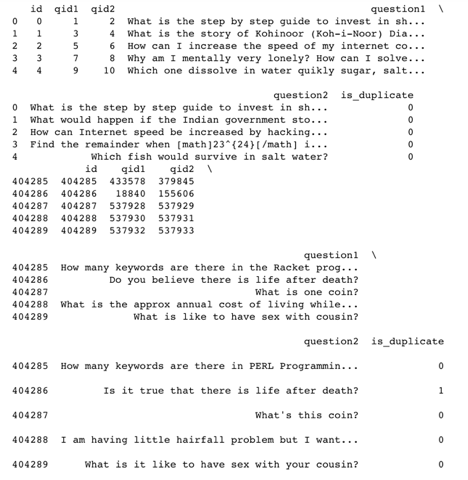 id qid1 qid2 question1 \
0 0 1 2 What is the step by step guide to invest in sh...
1 1 3 4 What is the story of Kohinoor (Koh-i-Noor) Dia...
2 2 5 6 How can I increase the speed of my internet co...
3 3 7 8 Why am I mentally very lonely? How can I solve...
4 4 9 10 Which one dissolve in water quikly sugar, salt...
question2 is_duplicate
0 What is the step by step guide to invest in sh... 0
1 What would happen if the Indian government sto... 0
2 How can Internet speed be increased by hacking... 0
3 Find the remainder when [math]23^{24}[/math] i... 0
4 Which fish would survive in salt water? 0
id qid1 qid2 \
404285 404285 433578 379845
404286 404286 18840 155606
404287 404287 537928 537929
404288 404288 537930 537931
404289 404289 537932 537933
question1 \
404285 How many keywords are there in the Racket prog...
404286 Do you believe there is life after death?
404287 What is one coin?
404288 What is the approx annual cost of living while...
404289 What is like to have sex with cousin?
question2 is_duplicate
404285 How many keywords are there in PERL Programmin... 0
404286 Is it true that there is life after death? 1
404287 What's this coin? 0
404288 I am having little hairfall problem but I want... 0
404289 What is it like to have sex with your cousin? 0